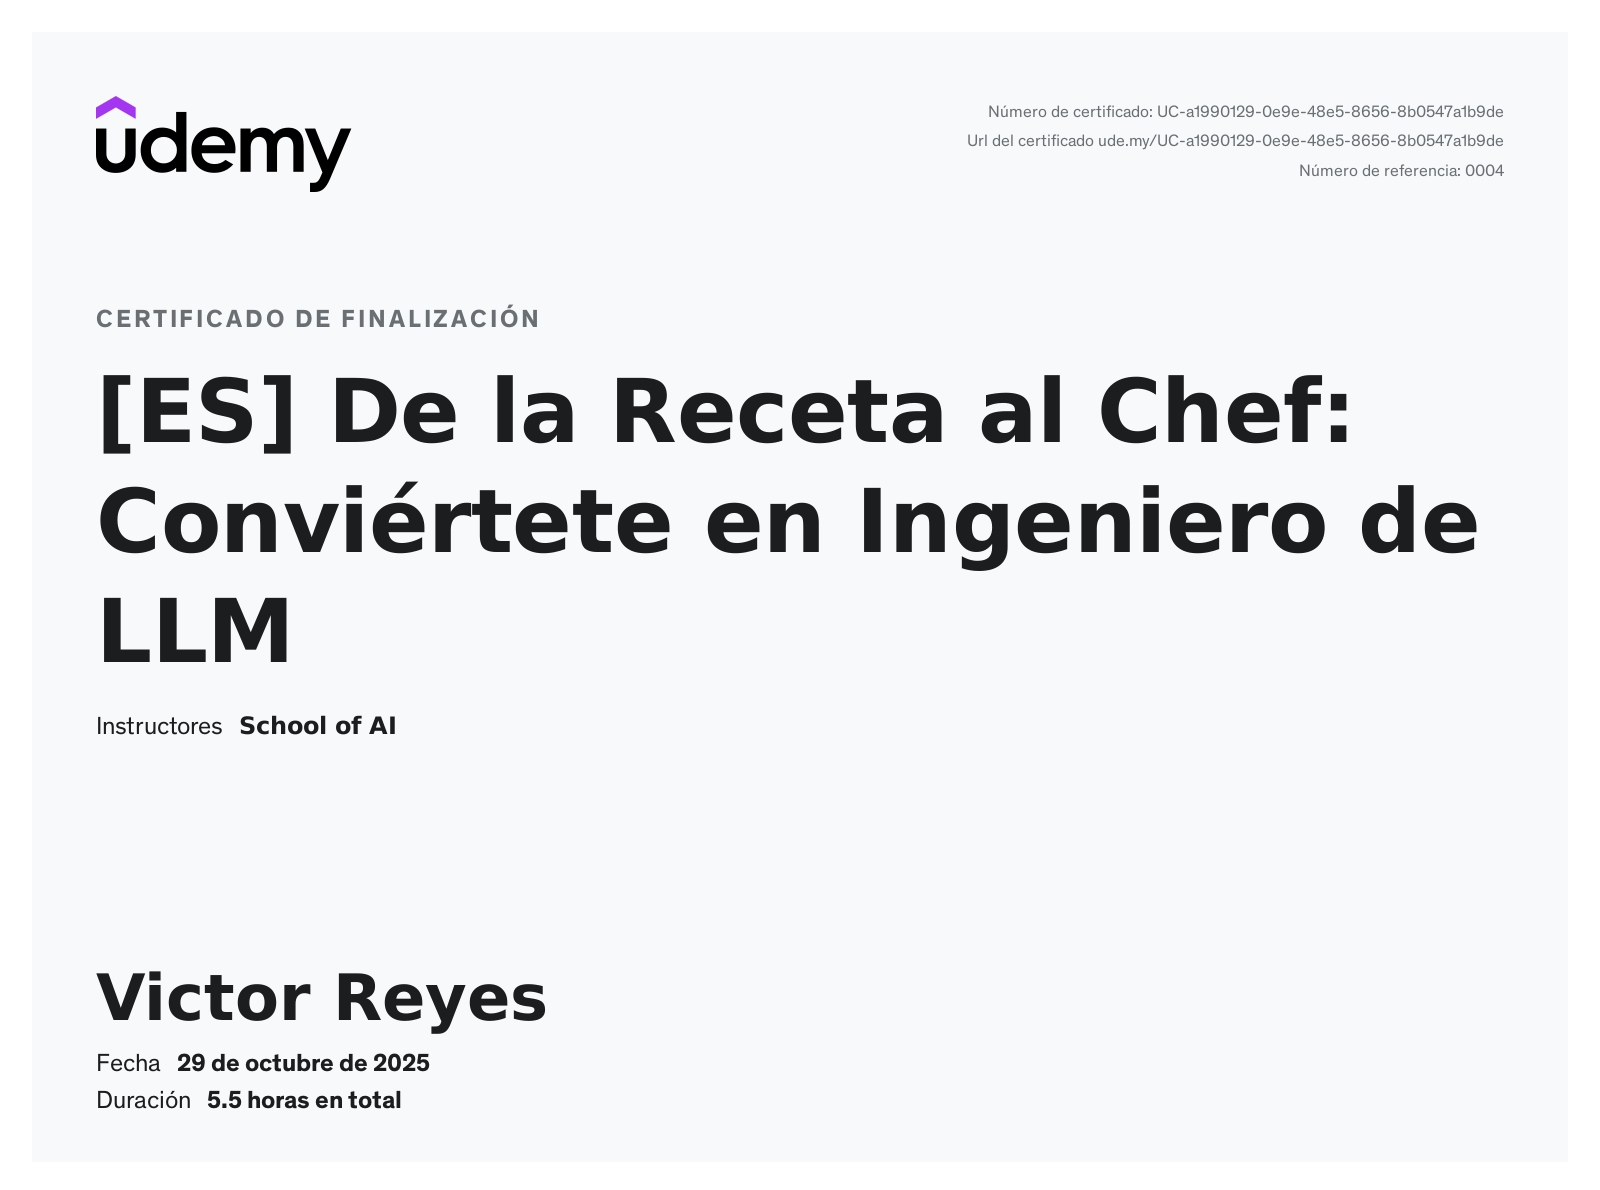 udemy
Número de certificado: UC-a1990129-0e9e-48e5-8656-8b0547a1b9de
Url del certificado ude.my/UC-a1990129-0e9e-48e5-8656-8b0547a1b9de
Número de referencia: 0004
CERTIFICADO DE FINALIZACIÓN
[ES] De la Receta al Chef:
Conviértete en Ingeniero de
LLM
Instructores School of AI
Victor Reyes
Fecha 29 de octubre de 2025
Duración 5.5 horas en total